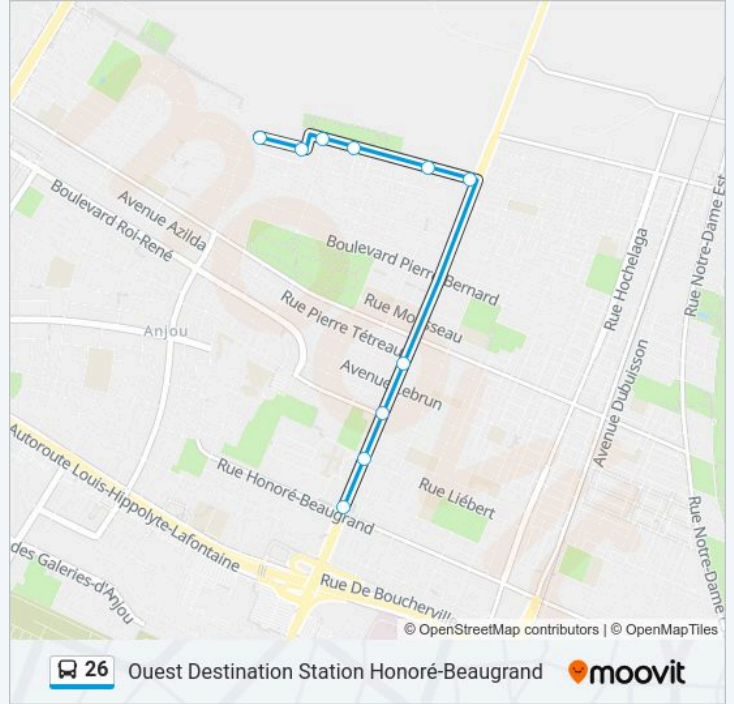 Boulevard Roi-René
Avenue Azilda
Boulevard Pierre Bernard
Rue Mousseau
Rue Pierre Tétreau
Avenue Lebrun
Anjou
Rue Hochelaga
Rue Notre-Dame Est
Avenue Dubuisson
Rue Honoré-Beaugrand
Rue Liébert
Autoroute Louis-Hippolyte-Lafontaine
des Galeries-d'Anjou
Rue De Boucherville
Rue Notre-Dame
© OpenStreetMap contributors | © OpenMapTiles
26 Ouest Destination Station Honoré-Beaugrand moovit